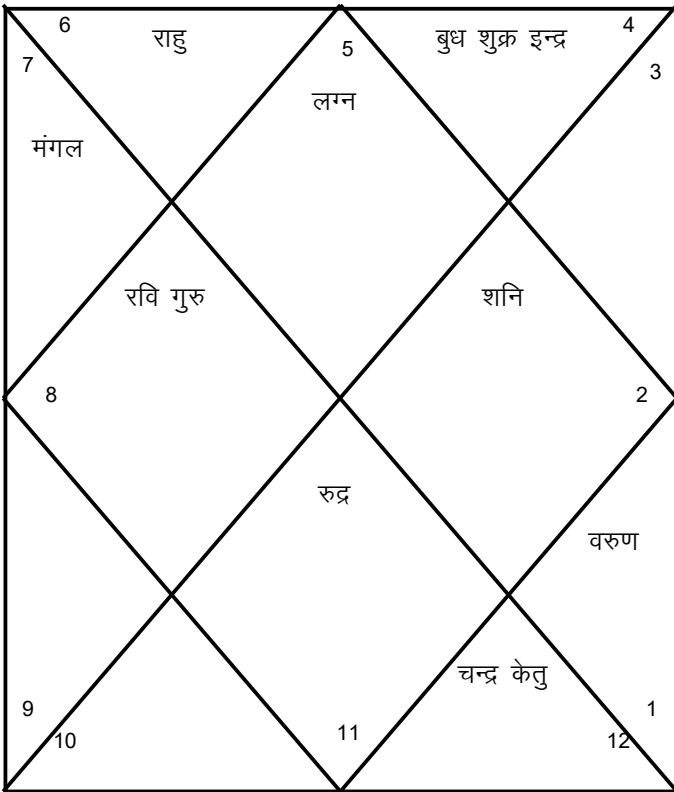 6 राहु 5 बुध शुक्र इन्द्र 4
7 3
लग्न
मंगल
रवि गुरु शनि
8 2
रुद्र
वरुण
चन्द्र केतु
9 1
10 11 12